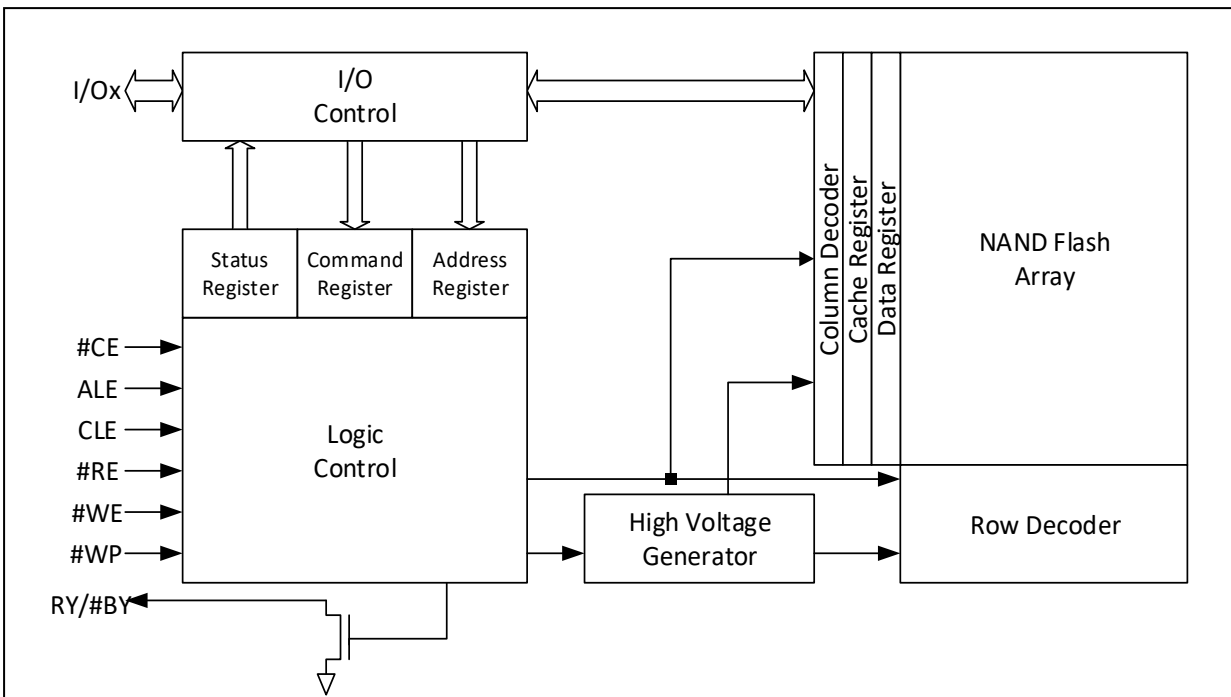 I/Ox
I/O
Control
Status
Register
Command
Register
Address
Register
#CE
ALE
CLE
#RE
#WE
#WP
RY/#BY
Logic
Control
High Voltage
Generator
Column Decoder
Cache Register
Data Register
NAND Flash
Array
Row Decoder